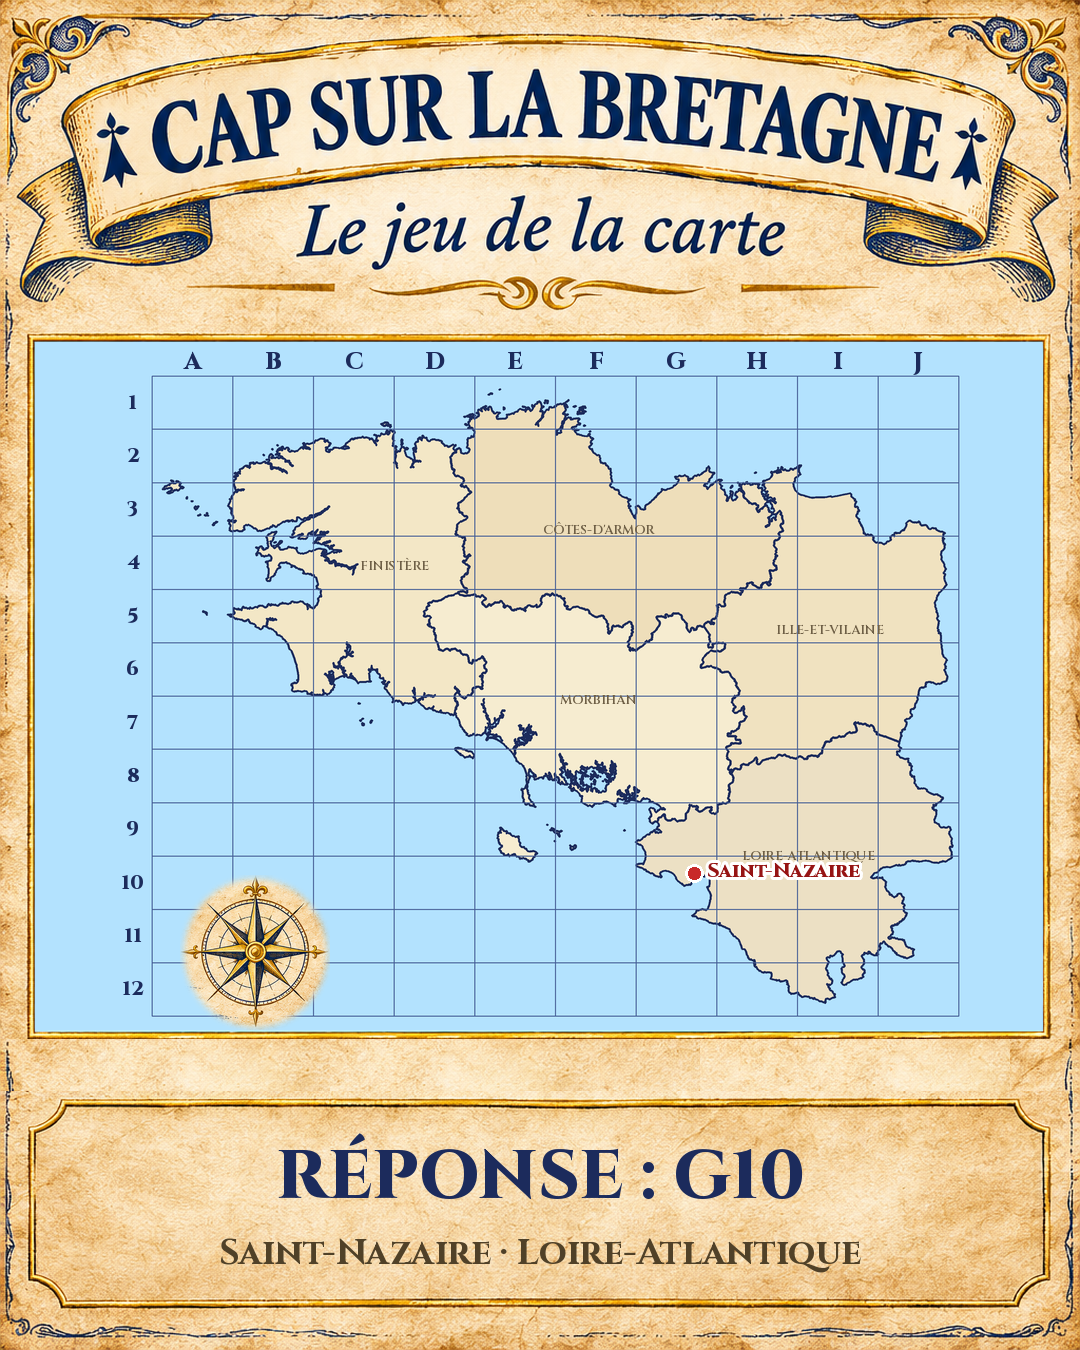 CAP SUR LA BRETAGNE
Le jeu de la carte
A B C D E F G H I J
1
2
3
CÔTES-D'ARMOR
4
FINISTÈRE
5
ILLE-ET-VILAINE
6
MORBIHAN
7
8
9
LOIRE-ATLANTIQUE
SAINT-NAZAIRE
10
11
12
RÉPONSE : G10
SAINT-NAZAIRE · LOIRE-ATLANTIQUE